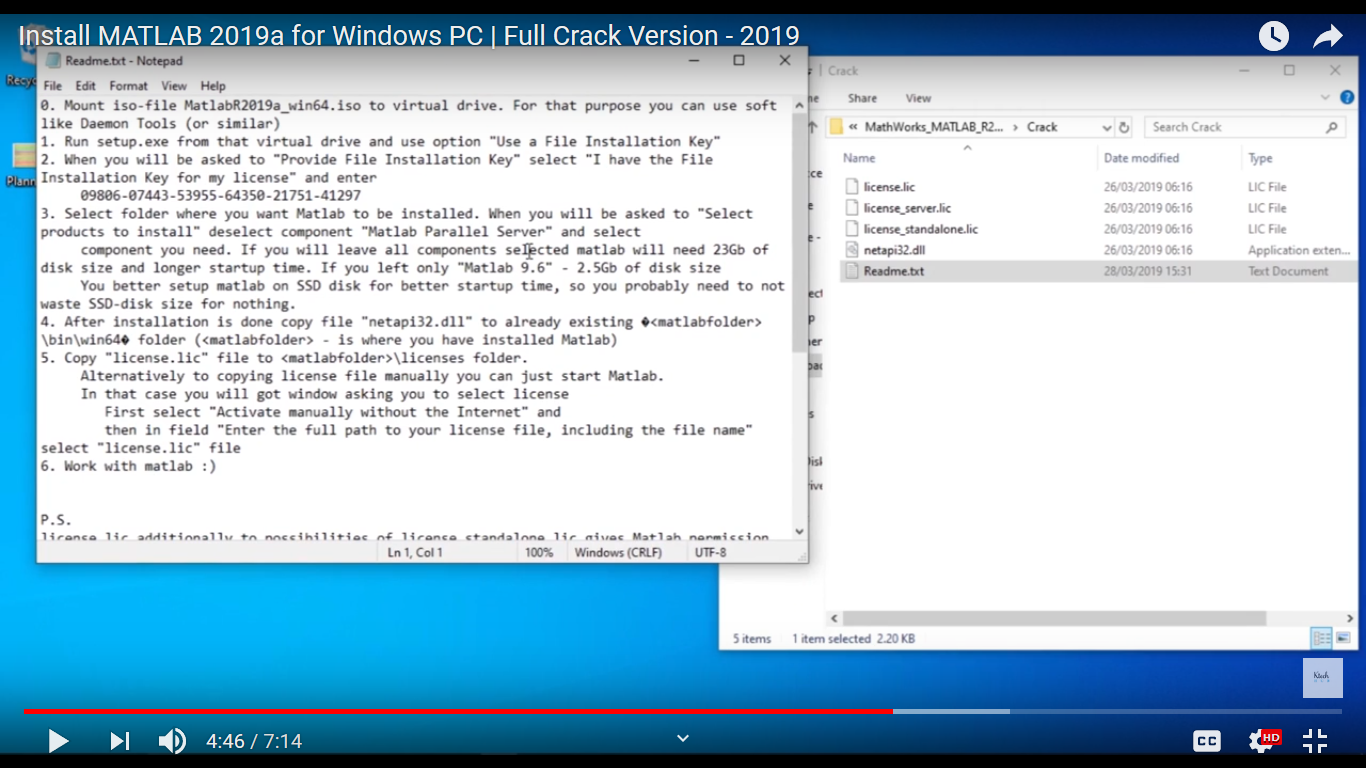 Install MATLAB 2019a for Windows PC | Full Crack Version - 2019
Readme.txt - Notepad
File Edit Format View Help
0. Mount iso-file MatlabR2019a_win64.iso to virtual drive. For that purpose you can use soft
like Daemon Tools (or similar)
1. Run setup.exe from that virtual drive and use option "Use a File Installation Key"
2. When you will be asked to "Provide File Installation Key" select "I have the File
Installation Key for my license" and enter
09806-07443-53955-64350-21751-41297
3. Select folder where you want Matlab to be installed. When you will be asked to "Select
products to install" deselect component "Matlab Parallel Server" and select
component you need. If you will leave all components selected matlab will need 23Gb of
disk size and longer startup time. If you left only "Matlab 9.6" - 2.5Gb of disk size
You better setup matlab on SSD disk for better startup time, so you probably need to not
waste SSD-disk size for nothing.
4. After installation is done copy file "netapi32.dll" to already existing �<matlabfolder>
\bin\win64� folder (<matlabfolder> - is where you have installed Matlab)
5. Copy "license.lic" file to <matlabfolder>\licenses folder.
Alternatively to copying license file manually you can just start Matlab.
In that case you will got window asking you to select license
First select "Activate manually without the Internet" and
then in field "Enter the full path to your license file, including the file name"
select "license.lic" file
6. Work with matlab :)
P.S.
license.lic additionally to possibilities of license_standalone.lic gives Matlab permission
Ln 1, Col 1 100% Windows (CRLF) UTF-8
Crack
Share View
« MathWorks_MATLAB_R2... > Crack
Search Crack
Name Date modified Type
license.lic 26/03/2019 06:16 LIC File
license_server.lic 26/03/2019 06:16 LIC File
license_standalone.lic 26/03/2019 06:16 LIC File
netapi32.dll 26/03/2019 06:16 Application exten...
Readme.txt 28/03/2019 15:31 Text Document
5 items 1 item selected 2.20 KB
4:46 / 7:14
CC
HD